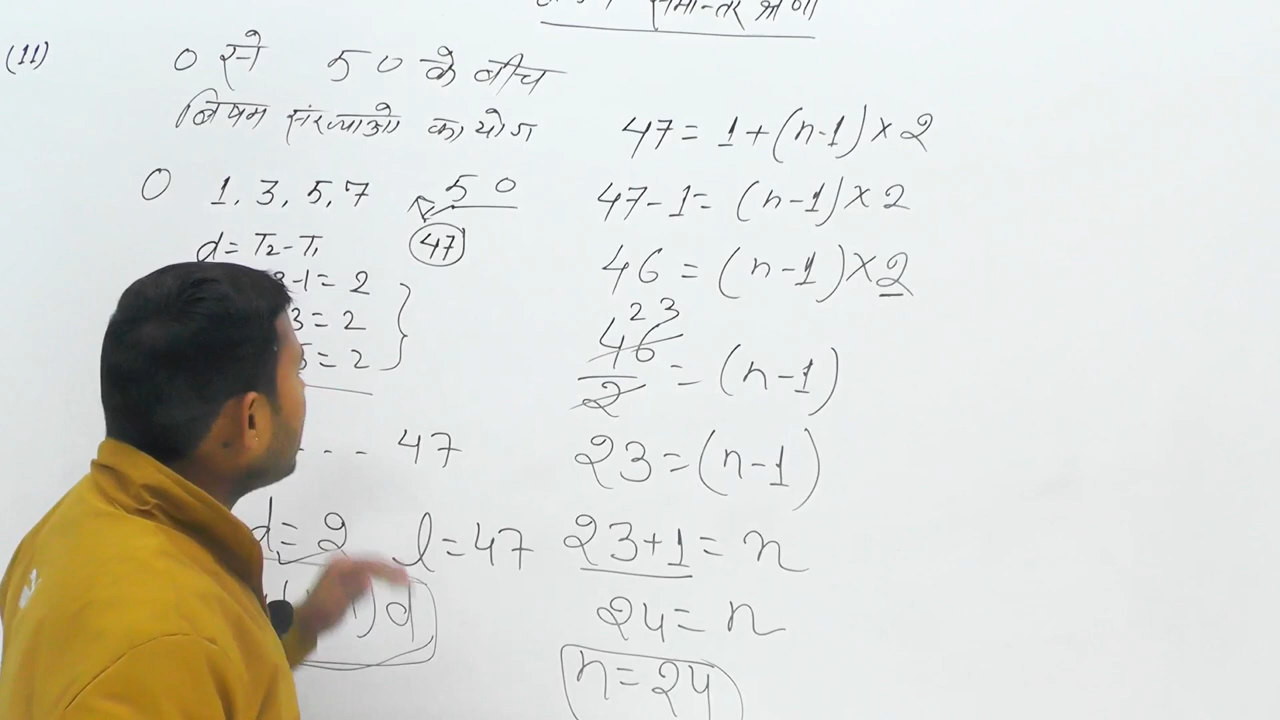 समान्तर श्रेणी
(11)
0 से 50 के बीच
विषम संख्याओ का योग
0 1, 3, 5, 7 50
47
d = T₂ - T₁
3-1 = 2
3 = 2
5 = 2
- - - 47
d = 2 l = 47
) d
47 = 1 + (n-1) × 2
47 - 1 = (n-1) × 2
46 = (n-1) × 2
23
46/2 = (n-1)
23 = (n-1)
23+1 = n
24 = n
n = 24